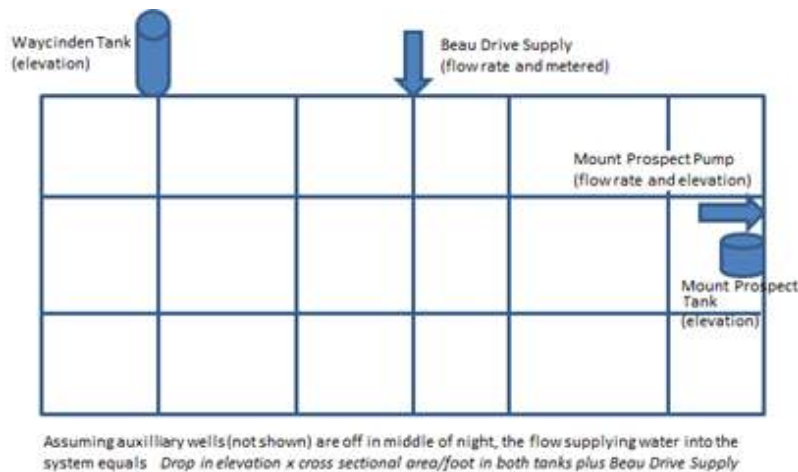 Waycinden Tank
(elevation)
Beau Drive Supply
(flow rate and metered)
Mount Prospect Pump
(flow rate and elevation)
Mount Prospect
Tank
(elevation)
Assuming auxilliary wells (not shown) are off in middle of night, the flow supplying water into the
system equals Drop in elevation x cross sectional area/foot in both tanks plus Beau Drive Supply